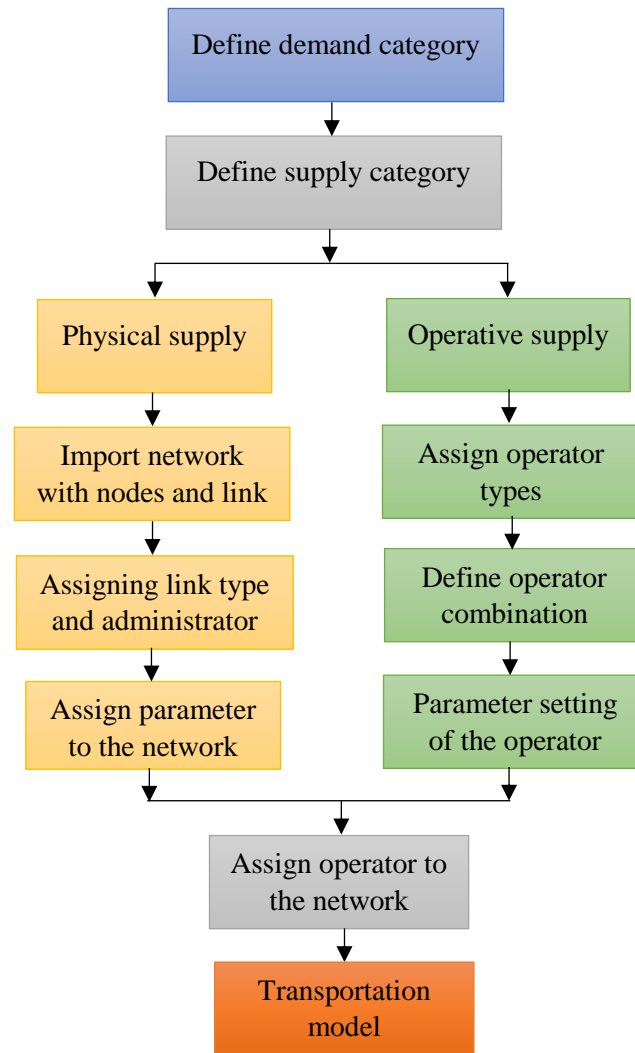 Define demand category
Define supply category
Physical supply
Operative supply
Import network
with nodes and link
Assign operator
types
Assigning link type
and administrator
Define operator
combination
Assign parameter
to the network
Parameter setting
of the operator
Assign operator to
the network
Transportation
model